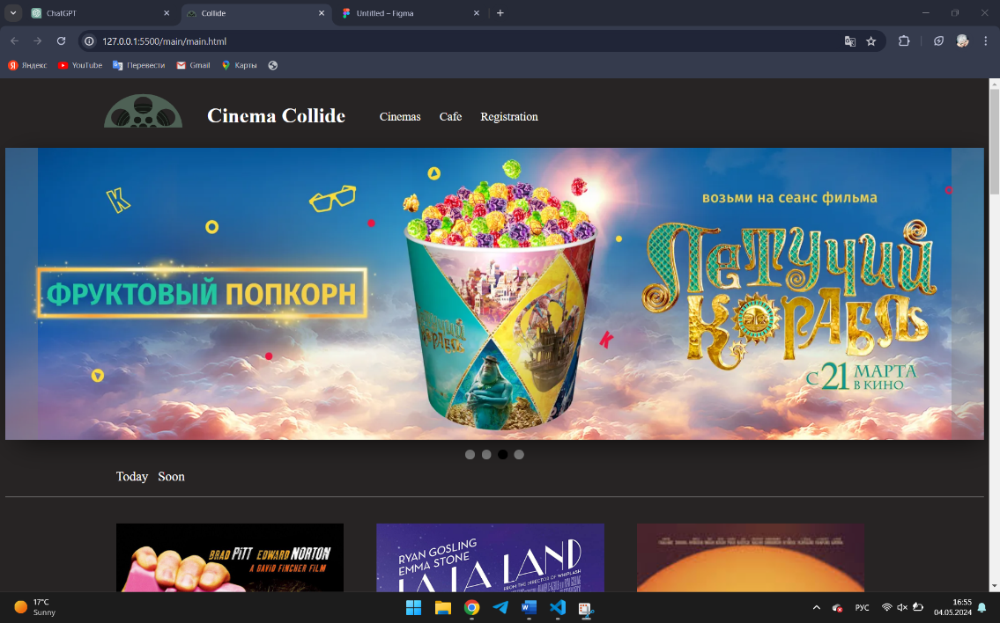 ChatGPT
Collide
Untitled – Figma
127.0.0.1:5500/main/main.html
Яндекс
YouTube
Перевести
Gmail
Карты
Cinema Collide
Cinemas
Cafe
Registration
ФРУКТОВЫЙ ПОПКОРН
возьми на сеанс фильма
Летучий
Корабль
с 21 МАРТА
В КИНО
Today
Soon
BRAD PITT EDWARD NORTON
A DAVID FINCHER FILM
RYAN GOSLING
EMMA STONE
LA LA LAND
FROM THE DIRECTOR OF WHIPLASH
17°C
Sunny
РУС
16:55
04.05.2024